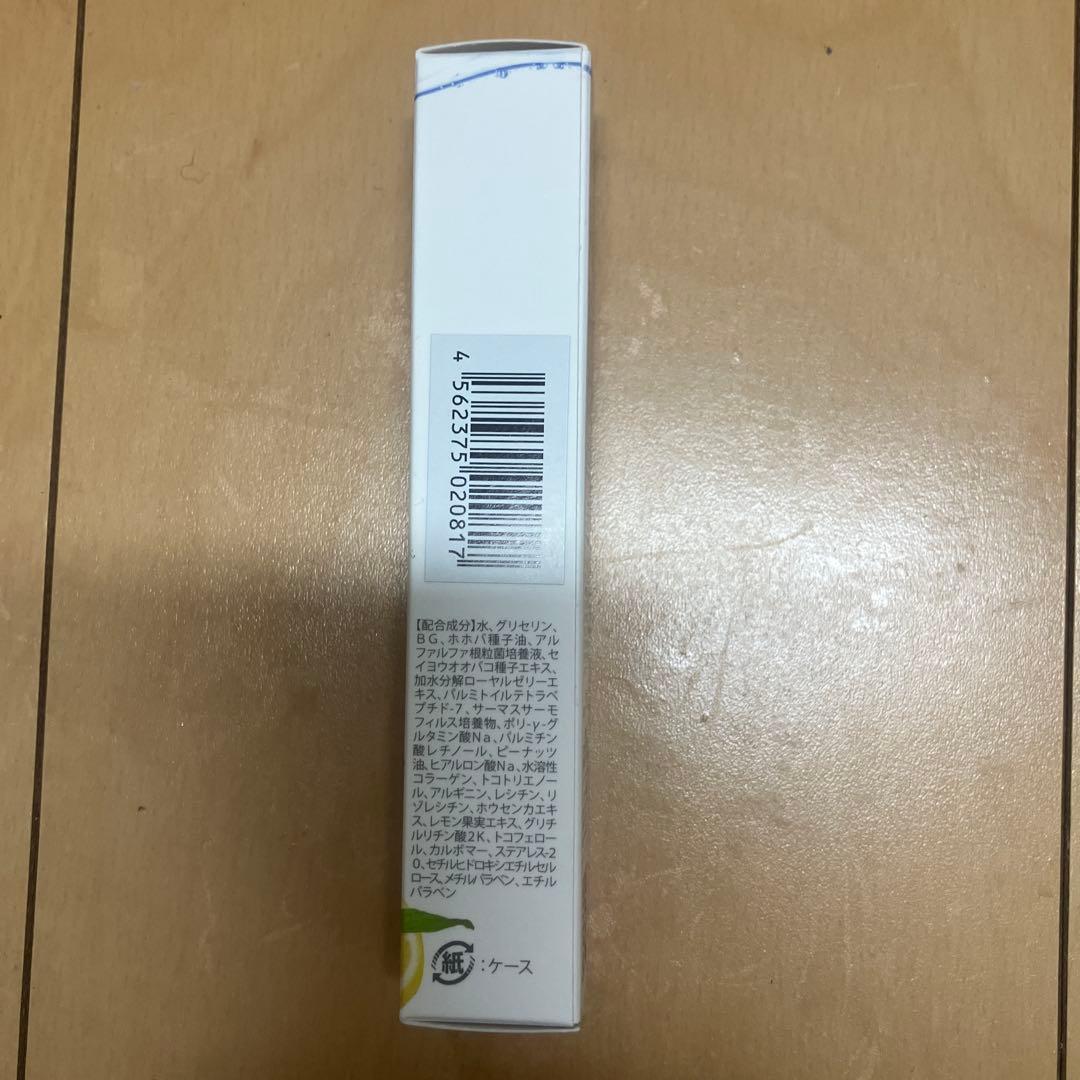 4 562375 020817
【配合成分】水、グリセリン、
BG、ホホバ種子油、アル
ファルファ根粒菌培養液、セ
イヨウオオバコ種子エキス、
加水分解ローヤルゼリーエ
キス、パルミトイルテトラペ
プチド-7、サーマスサーモ
フィルス培養物、ポリ-γ-グ
ルタミン酸Na、パルミチン
酸レチノール、ピーナッツ
油、ヒアルロン酸Na、水溶性
コラーゲン、トコトリエノー
ル、アルギニン、レシチン、リ
ゾレシチン、ホウセンカエキ
ス、レモン果実エキス、グリチ
ルリチン酸2K、トコフェロー
ル、カルボマー、ステアレス-2
0、セチルヒドロキシエチルセル
ロース、メチルパラベン、エチル
パラベン
紙:ケース